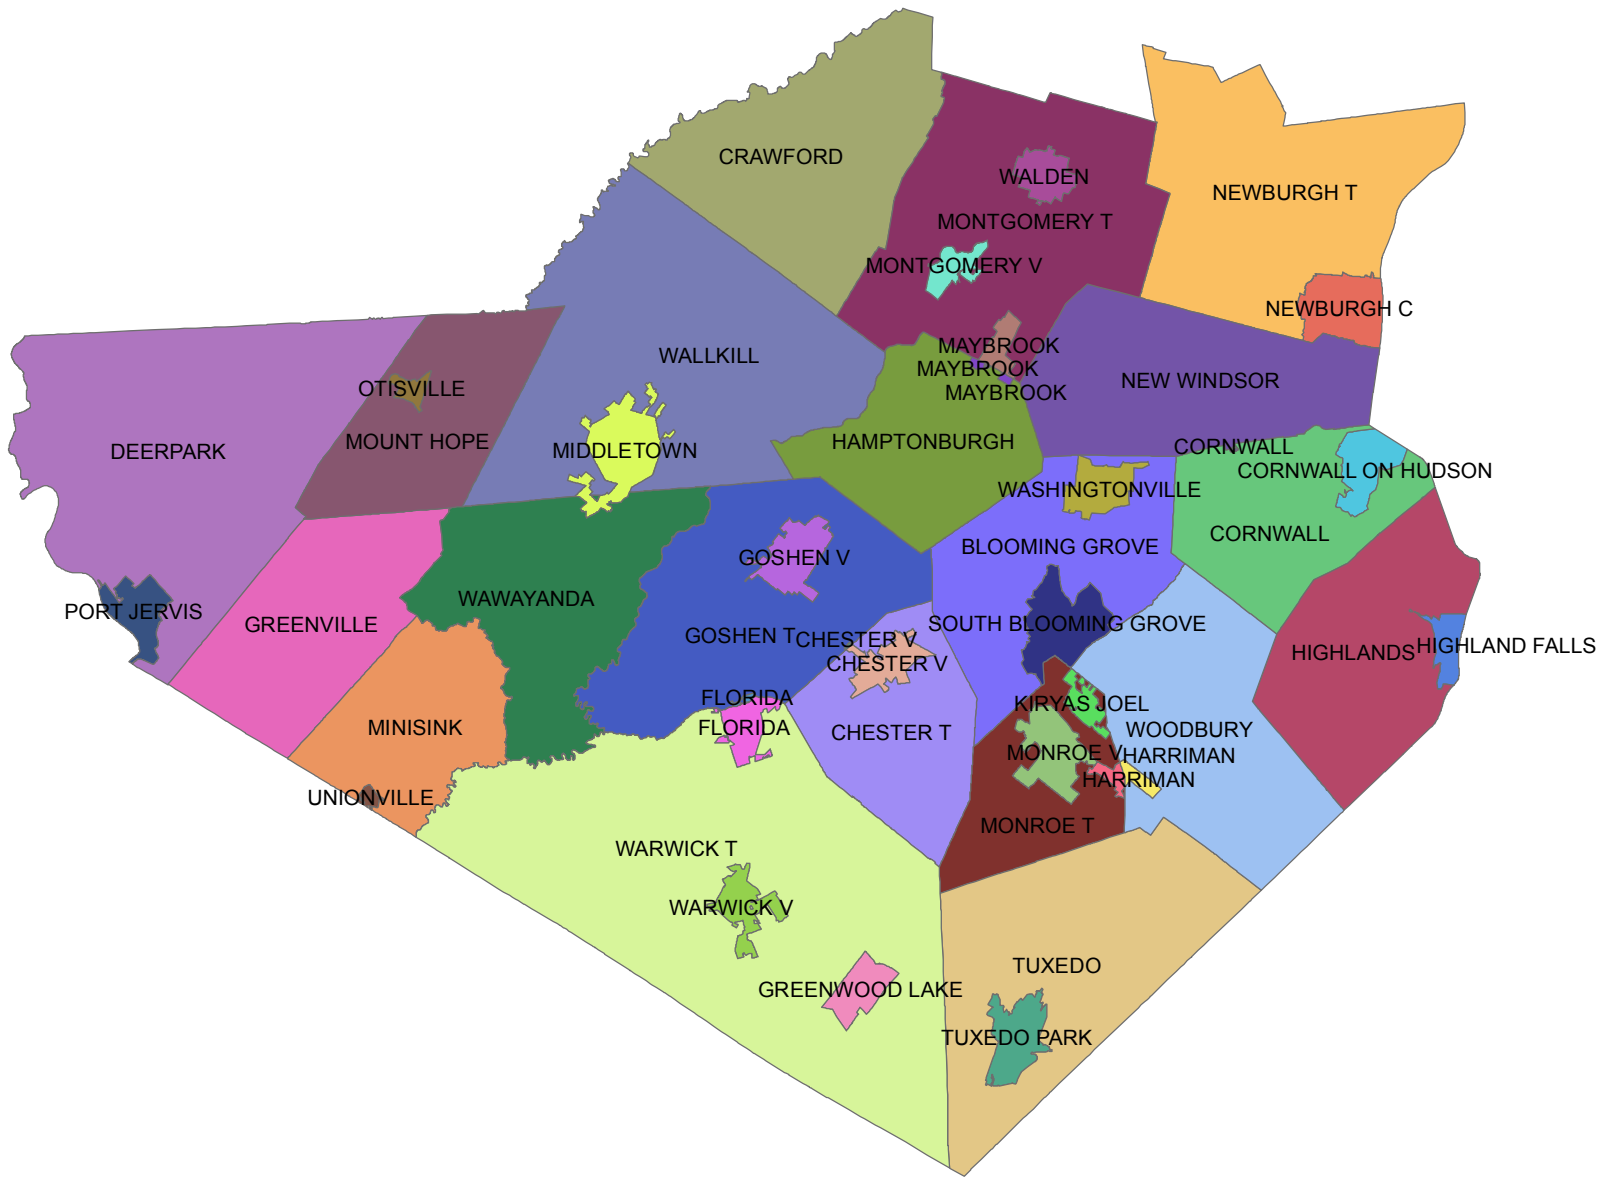 CRAWFORD
WALDEN
NEWBURGH T
MONTGOMERY T
MONTGOMERY V
NEWBURGH C
MAYBROOK
WALLKILL
MAYBROOK
NEW WINDSOR
OTISVILLE
MAYBROOK
MOUNT HOPE
HAMPTONBURGH
CORNWALL
DEERPARK
MIDDLETOWN
CORNWALL ON HUDSON
WASHINGTONVILLE
CORNWALL
BLOOMING GROVE
GOSHEN V
WAWAYANDA
PORT JERVIS
GREENVILLE
SOUTH BLOOMING GROVE
GOSHEN T
CHESTER V
HIGHLAND FALLS
HIGHLANDS
CHESTER V
FLORIDA
KIRYAS JOEL
MINISINK
FLORIDA
CHESTER T
WOODBURY
MONROE V
HARRIMAN
HARRIMAN
UNIONVILLE
MONROE T
WARWICK T
WARWICK V
TUXEDO
GREENWOOD LAKE
TUXEDO PARK